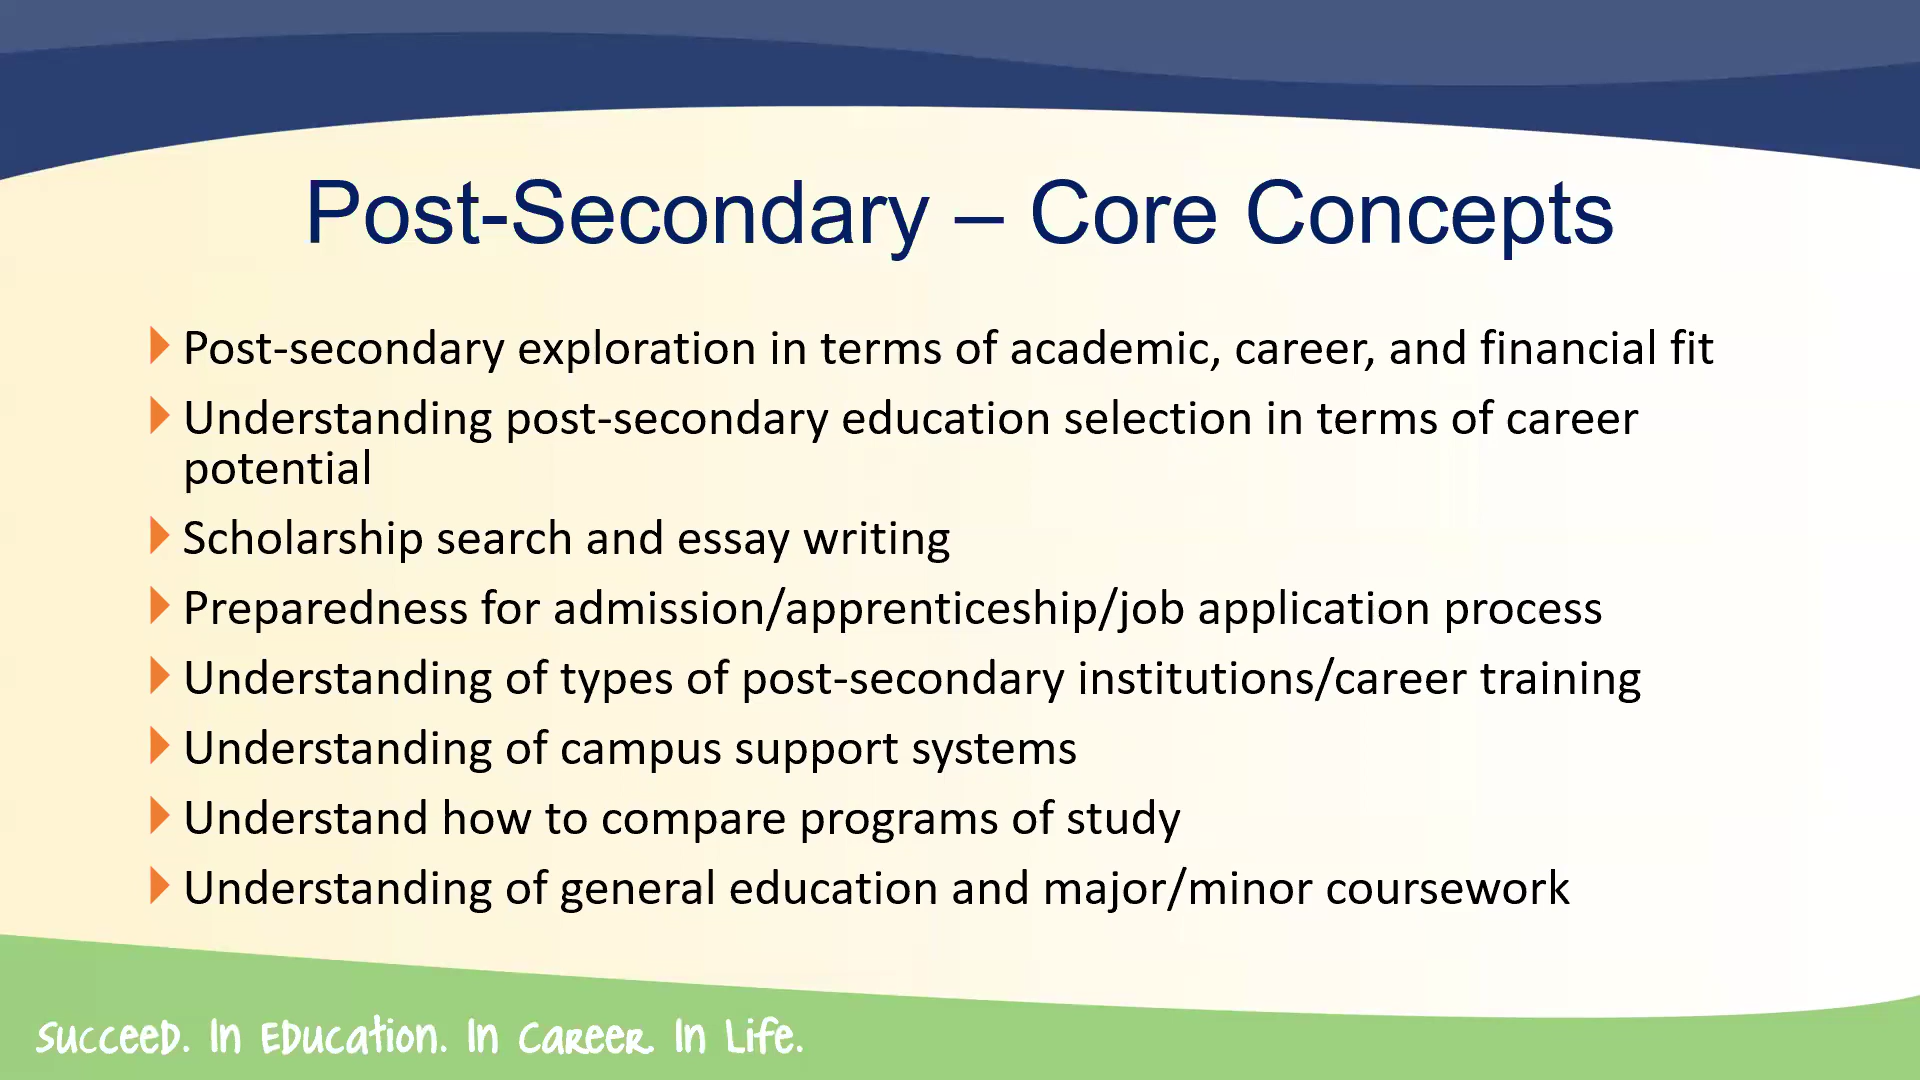 Post-Secondary – Core Concepts
Post-secondary exploration in terms of academic, career, and financial fit
Understanding post-secondary education selection in terms of career
potential
Scholarship search and essay writing
Preparedness for admission/apprenticeship/job application process
Understanding of types of post-secondary institutions/career training
Understanding of campus support systems
Understand how to compare programs of study
Understanding of general education and major/minor coursework
Succeed. In Education. In Career. In Life.